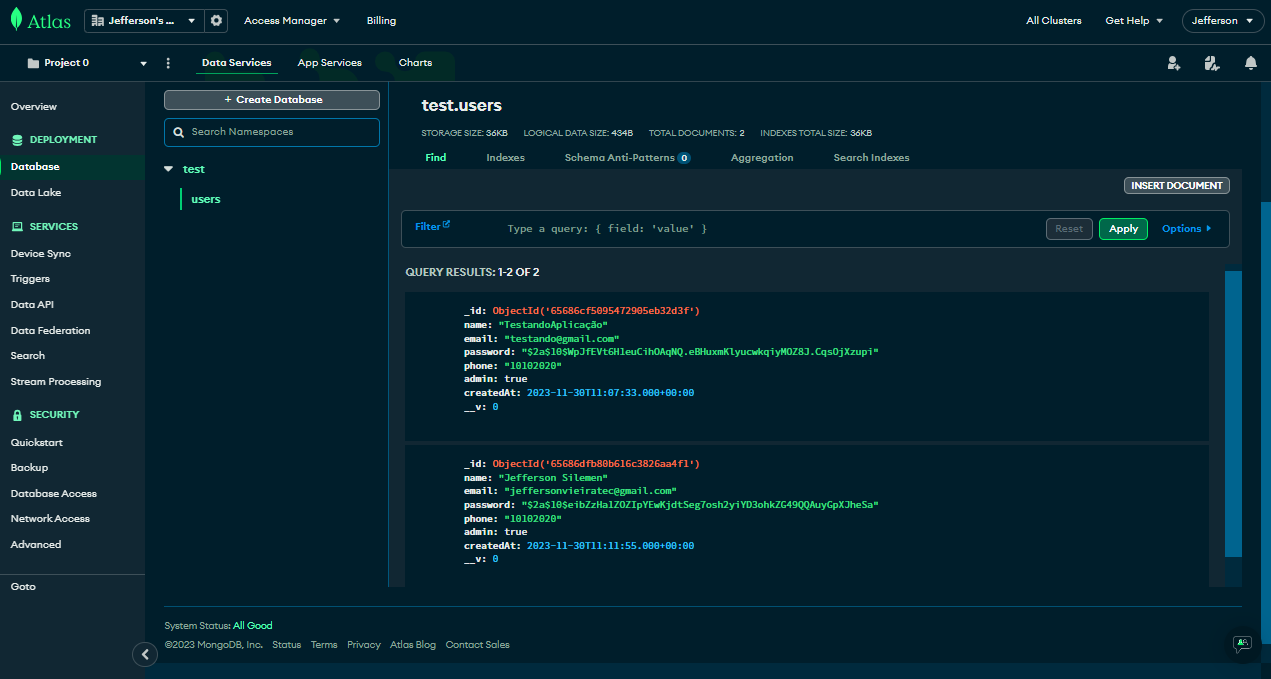 Atlas Jefferson's ... Access Manager Billing All Clusters Get Help Jefferson
Project 0 Data Services App Services Charts
Overview
DEPLOYMENT
Database
Data Lake
SERVICES
Device Sync
Triggers
Data API
Data Federation
Search
Stream Processing
SECURITY
Quickstart
Backup
Database Access
Network Access
Advanced
Goto
+ Create Database
Search Namespaces
test
users
test.users
STORAGE SIZE: 36KB LOGICAL DATA SIZE: 434B TOTAL DOCUMENTS: 2 INDEXES TOTAL SIZE: 36KB
Find Indexes Schema Anti-Patterns 0 Aggregation Search Indexes
INSERT DOCUMENT
Filter Type a query: { field: 'value' } Reset Apply Options
QUERY RESULTS: 1-2 OF 2
_id: ObjectId('65686cf5095472905eb32d3f')
name: "TestandoAplicação"
email: "testando@gmail.com"
password: "$2a$10$WpJfEVt6H1euCihOAqNQ.eBHuxmKlyucwkqiyMOZ8J.CqsOjXzupi"
phone: "10102020"
admin: true
createdAt: 2023-11-30T11:07:33.000+00:00
__v: 0
_id: ObjectId('65686dfb80b616c3826aa4f1')
name: "Jefferson Silemen"
email: "jeffersonvieiratec@gmail.com"
password: "$2a$10$eibZzHa1ZOZIpYEwKjdtSeg7osh2yiYD3ohkZG49QQAuyGpXJheSa"
phone: "10102020"
admin: true
createdAt: 2023-11-30T11:11:55.000+00:00
__v: 0
System Status: All Good
©2023 MongoDB, Inc. Status Terms Privacy Atlas Blog Contact Sales